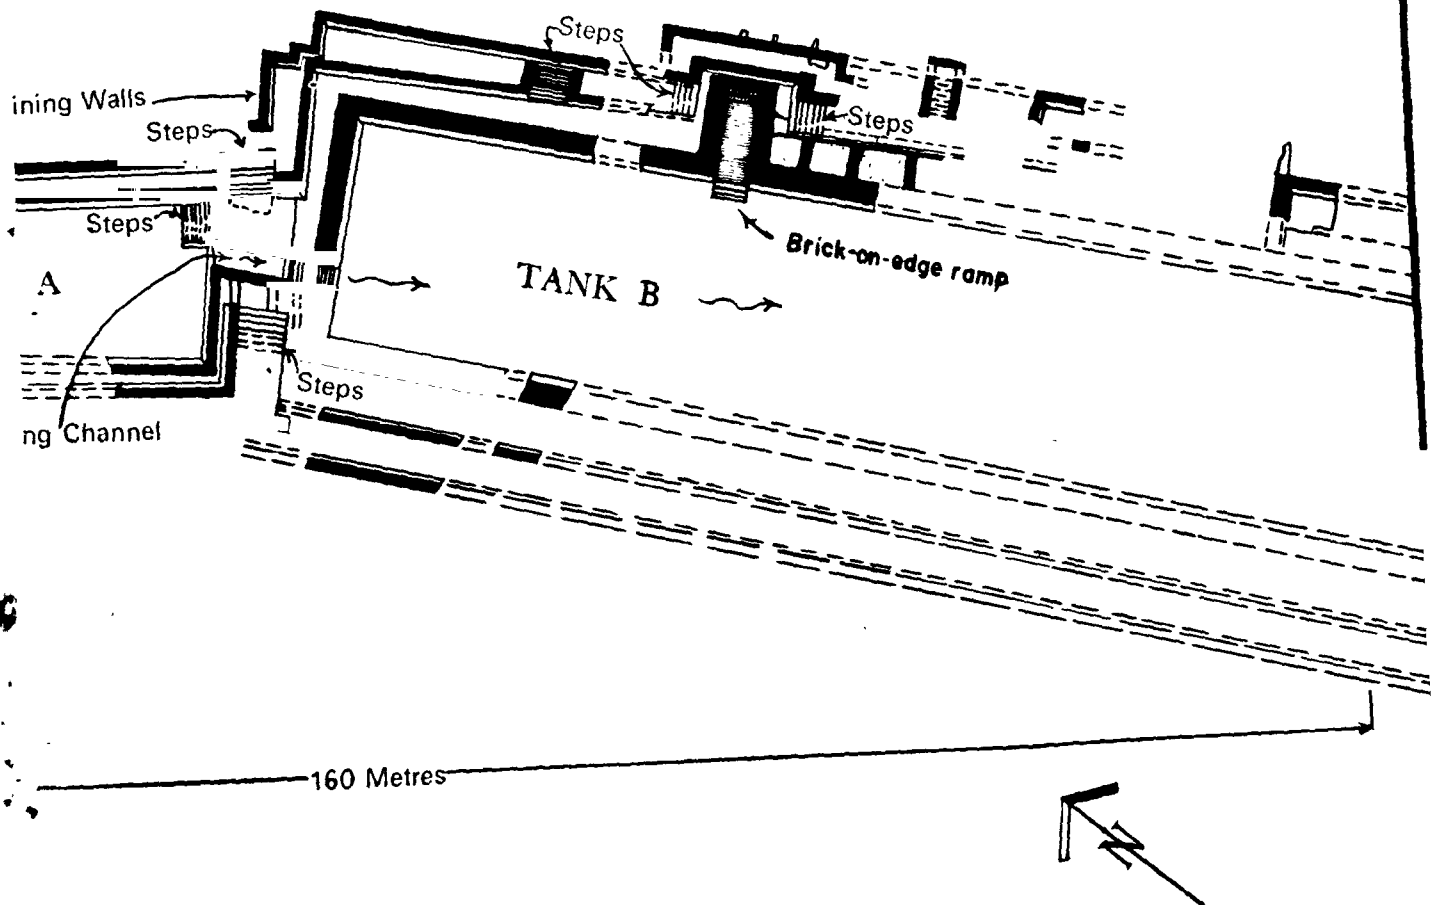 Steps
ining Walls
Steps
Steps
Steps
Brick-on-edge ramp
A
TANK B
Steps
ng Channel
160 Metres
N